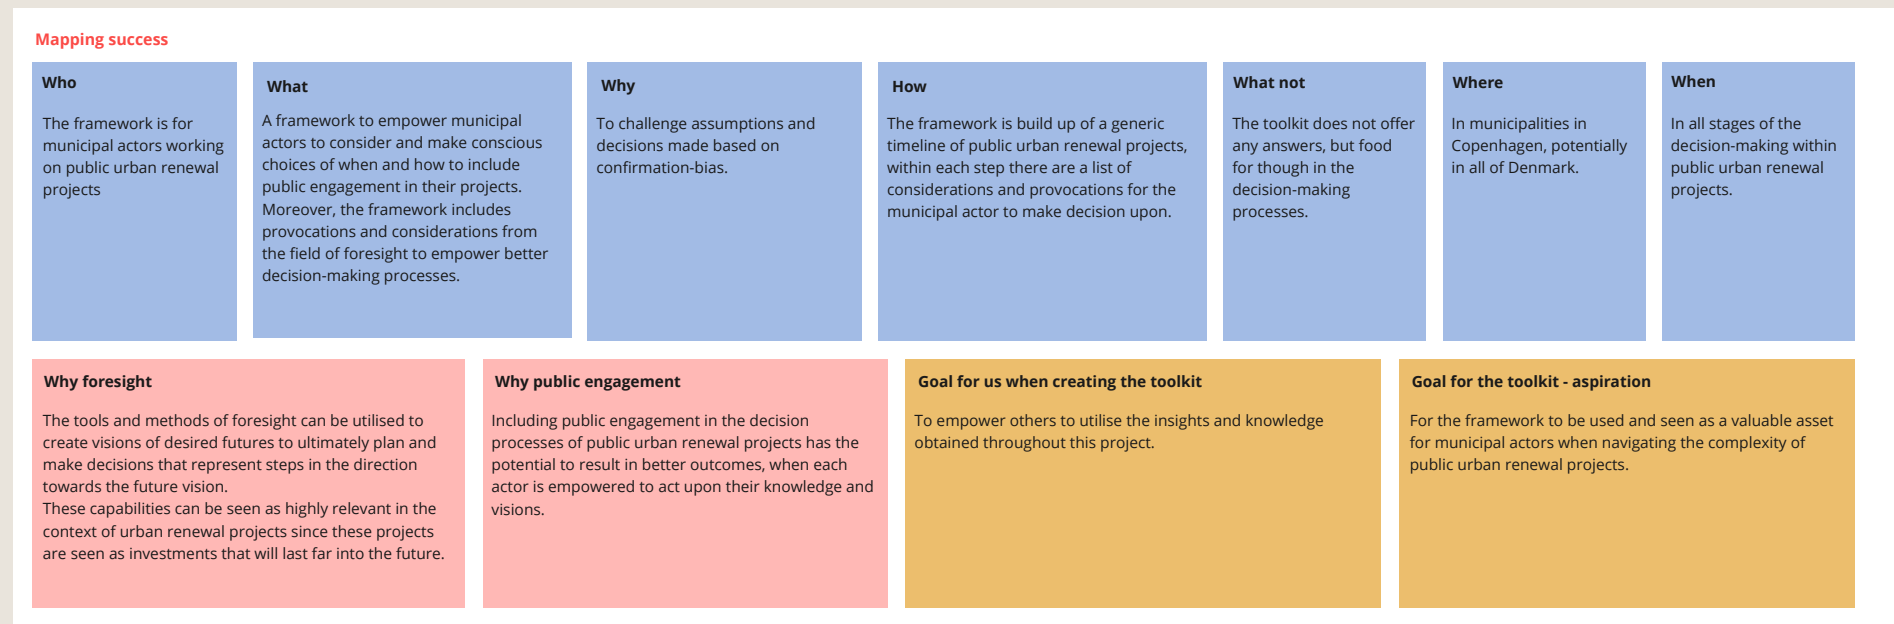 Mapping success
Who
The framework is for
municipal actors working
on public urban renewal
projects
What
A framework to empower municipal
actors to consider and make conscious
choices of when and how to include
public engagement in their projects.
Moreover, the framework includes
provocations and considerations from
the field of foresight to empower better
decision-making processes.
Why
To challenge assumptions and
decisions made based on
confirmation-bias.
How
The framework is build up of a generic
timeline of public urban renewal projects,
within each step there are a list of
considerations and provocations for the
municipal actor to make decision upon.
What not
The toolkit does not offer
any answers, but food
for though in the
decision-making
processes.
Where
In municipalities in
Copenhagen, potentially
in all of Denmark.
When
In all stages of the
decision-making within
public urban renewal
projects.
Why foresight
The tools and methods of foresight can be utilised to
create visions of desired futures to ultimately plan and
make decisions that represent steps in the direction
towards the future vision.
These capabilities can be seen as highly relevant in the
context of urban renewal projects since these projects
are seen as investments that will last far into the future.
Why public engagement
Including public engagement in the decision
processes of public urban renewal projects has the
potential to result in better outcomes, when each
actor is empowered to act upon their knowledge and
visions.
Goal for us when creating the toolkit
To empower others to utilise the insights and knowledge
obtained throughout this project.
Goal for the toolkit - aspiration
For the framework to be used and seen as a valuable asset
for municipal actors when navigating the complexity of
public urban renewal projects.